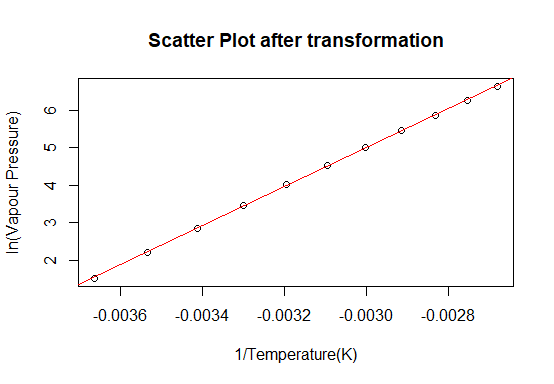 Scatter Plot after transformation
ln(Vapour Pressure)
6
5
4
3
2
-0.0036 -0.0034 -0.0032 -0.0030 -0.0028
1/Temperature(K)